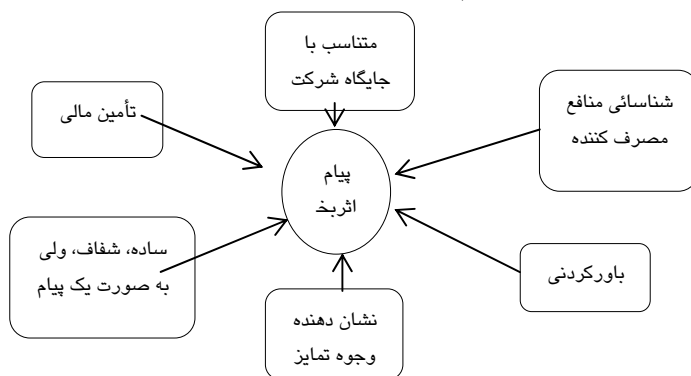 متناسب با
جایگاه شرکت
شناسائی منافع
مصرف کننده
تأمین مالی
پیام
اثربخ
ساده، شفاف، ولی
به صورت یک پیام
باورکردنی
نشان دهنده
وجوه تمایز